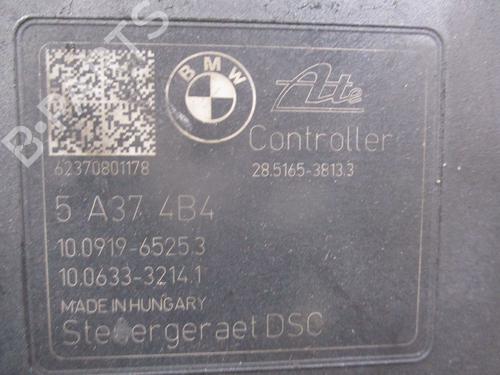 BMW
Ate
Controller
62370801178
28.5165-3813.3
5 A37 4B4
10.0919-6525.3
10.0633-3214.1
MADE IN HUNGARY
Steuergeraet DSC
B-PARTS